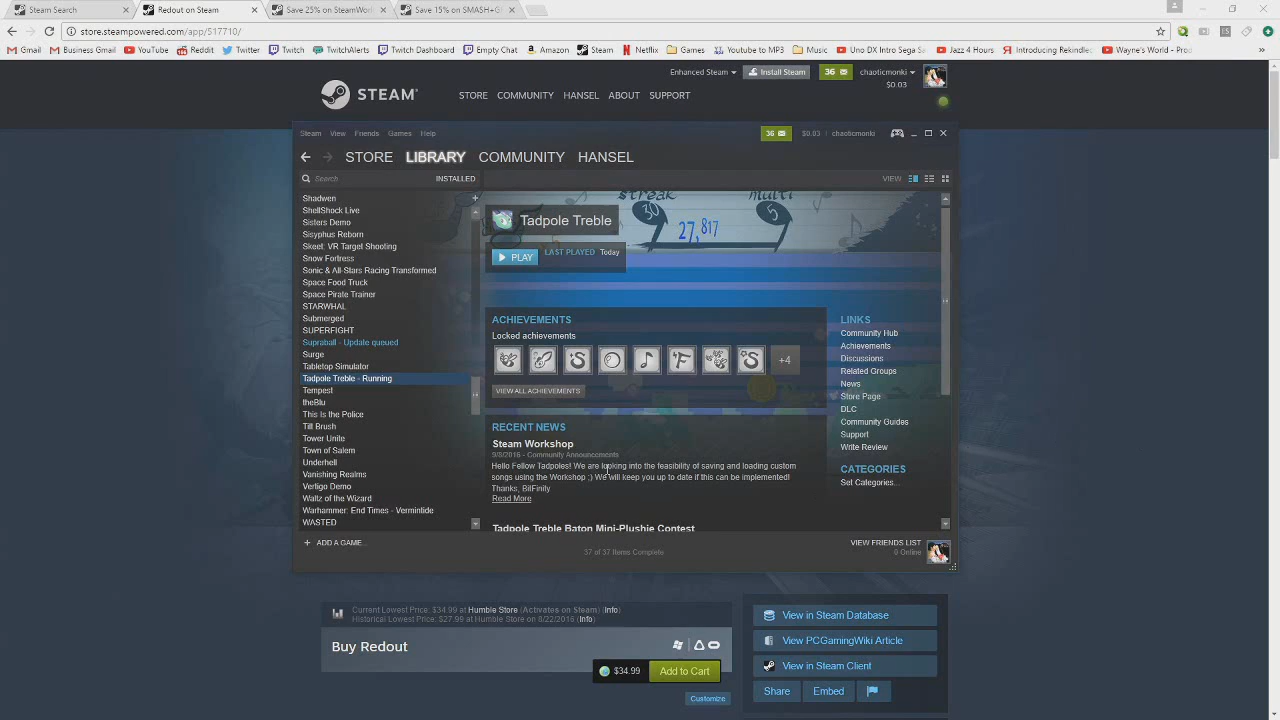 Steam Search
Redout on Steam
Save 25% on SteamWorl
Save 15% on SMASH+G
store.steampowered.com/app/517710/
Gmail
Business Gmail
YouTube
Reddit
Twitter
Twitch
TwitchAlerts
Twitch Dashboard
Empty Chat
Amazon
Steam
Netflix
Games
Youtube to MP3
Music
Uno DX Intro Sega S
Jazz 4 Hours
Introducing Rekindle
Wayne's World - Pro
Enhanced Steam
Install Steam
36
chaoticmonki
$0.03
STEAM
STORE COMMUNITY HANSEL ABOUT SUPPORT
Steam View Friends Games Help
36
$0.03 chaoticmonki
STORE LIBRARY COMMUNITY HANSEL
Search
INSTALLED
VIEW
Shadwen
ShellShock Live
Sisters Demo
Sisyphus Reborn
Skeet: VR Target Shooting
Snow Fortress
Sonic & All-Stars Racing Transformed
Space Food Truck
Space Pirate Trainer
STARWHAL
Submerged
SUPERFIGHT
Supraball - Update queued
Surge
Tabletop Simulator
Tadpole Treble - Running
Tempest
theBlu
This Is the Police
Till Brush
Tower Unite
Town of Salem
Underhell
Vanishing Realms
Vertigo Demo
Waltz of the Wizard
Warhammer: End Times - Vermintide
WASTED
streak
30
27,817
multi
5
Tadpole Treble
PLAY
LAST PLAYED Today
ACHIEVEMENTS
Locked achievements
+4
VIEW ALL ACHIEVEMENTS
RECENT NEWS
Steam Workshop
9/8/2016 - Community Announcements
Hello Fellow Tadpoles! We are looking into the feasibility of saving and loading custom
songs using the Workshop ;) We will keep you up to date if this can be implemented!
Thanks, BitFinity
Read More
Tadpole Treble Baton Mini-Plushie Contest
LINKS
Community Hub
Achievements
Discussions
Related Groups
News
Store Page
DLC
Community Guides
Support
Write Review
CATEGORIES
Set Categories...
ADD A GAME...
37 of 37 Items Complete
VIEW FRIENDS LIST
Online
Current Lowest Price: $34.99 at Humble Store (Activates on Steam) (Info)
Historical Lowest Price: $27.99 at Humble Store on 8/22/2016 (Info)
Buy Redout
$34.99
Add to Cart
Customize
View in Steam Database
View PCGamingWiki Article
View in Steam Client
Share
Embed